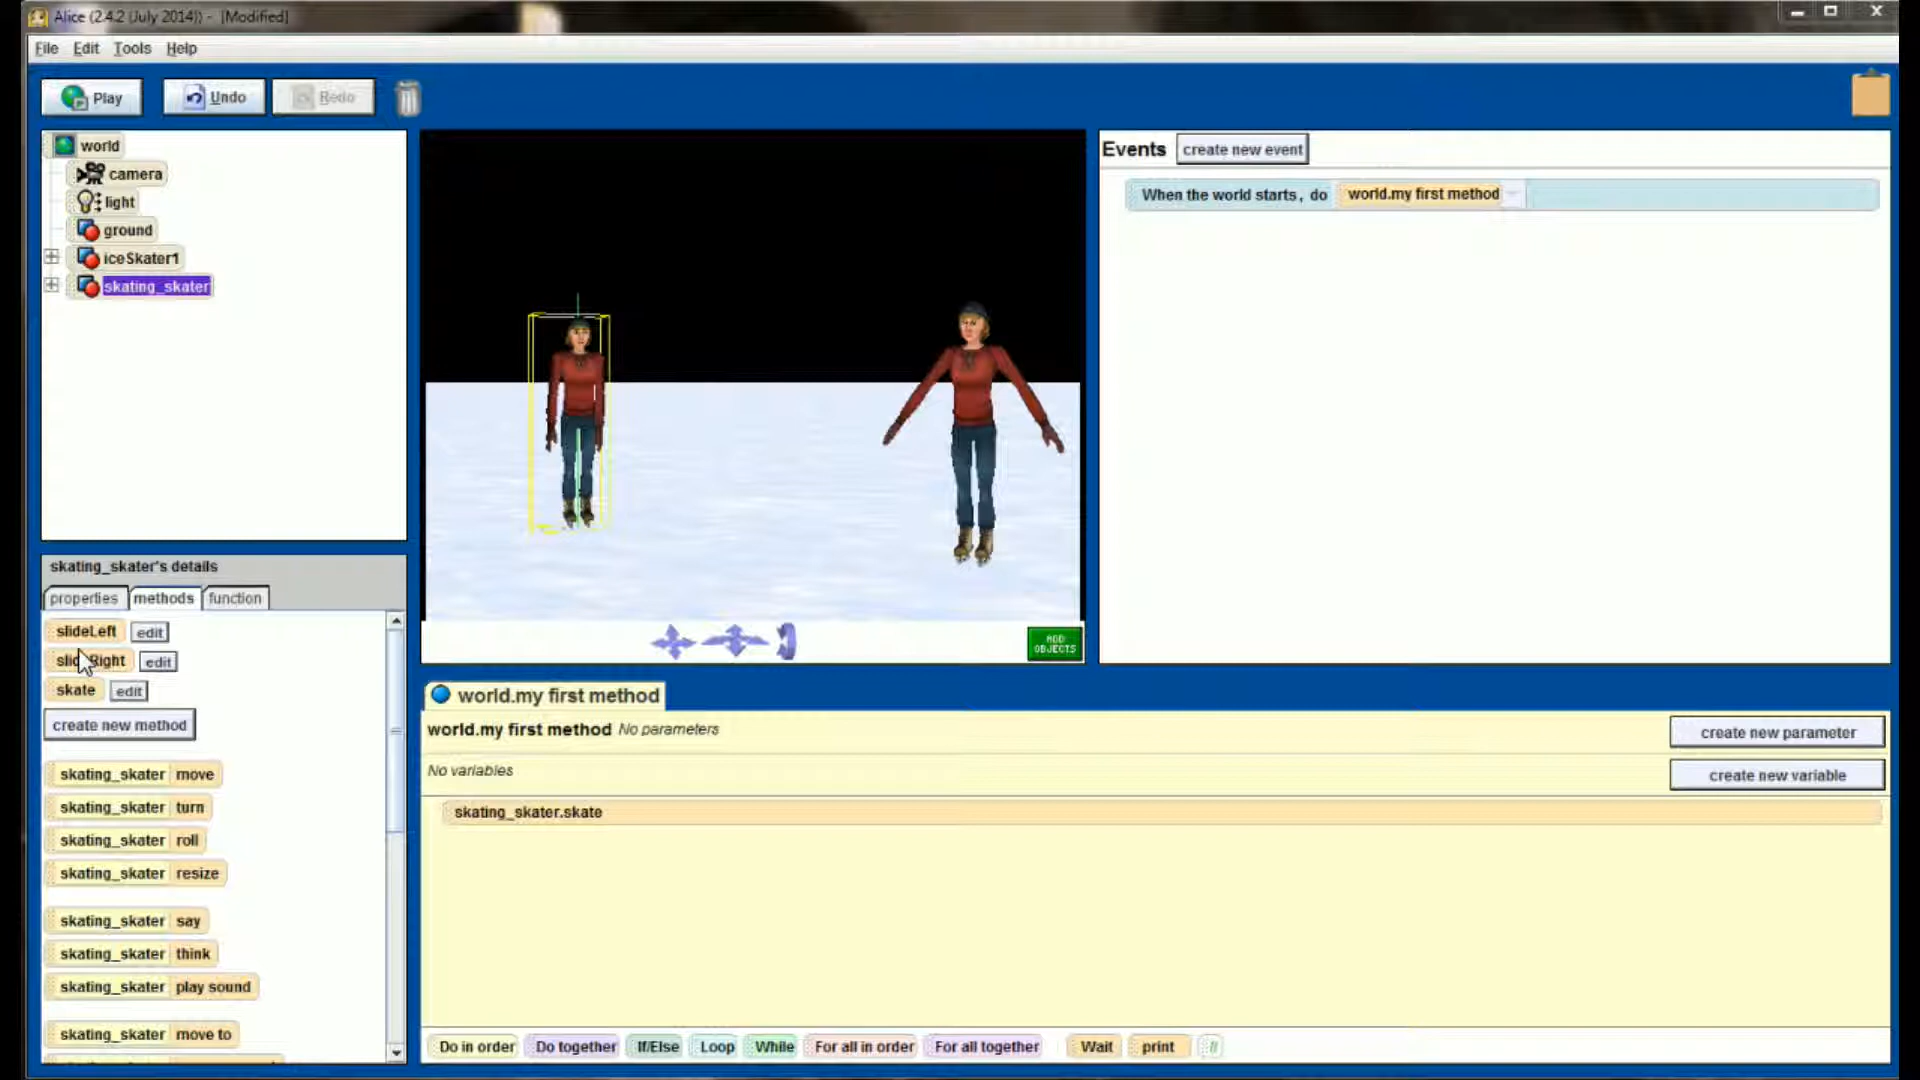 Alice (2.4.2 (July 2014)) - [Modified]
File Edit Tools Help
Play Undo Redo
world
camera
light
ground
iceSkater1
skating_skater
Events create new event
When the world starts, do world.my first method
ADD OBJECTS
skating_skater's details
properties methods function
slideLeft edit
edit
skate edit
create new method
skating_skater move
skating_skater turn
skating_skater roll
skating_skater resize
skating_skater say
skating_skater think
skating_skater play sound
skating_skater move to
world.my first method
world.my first method No parameters
create new parameter
No variables
create new variable
skating_skater.skate
Do in order Do together If/Else Loop While For all in order For all together Wait print //